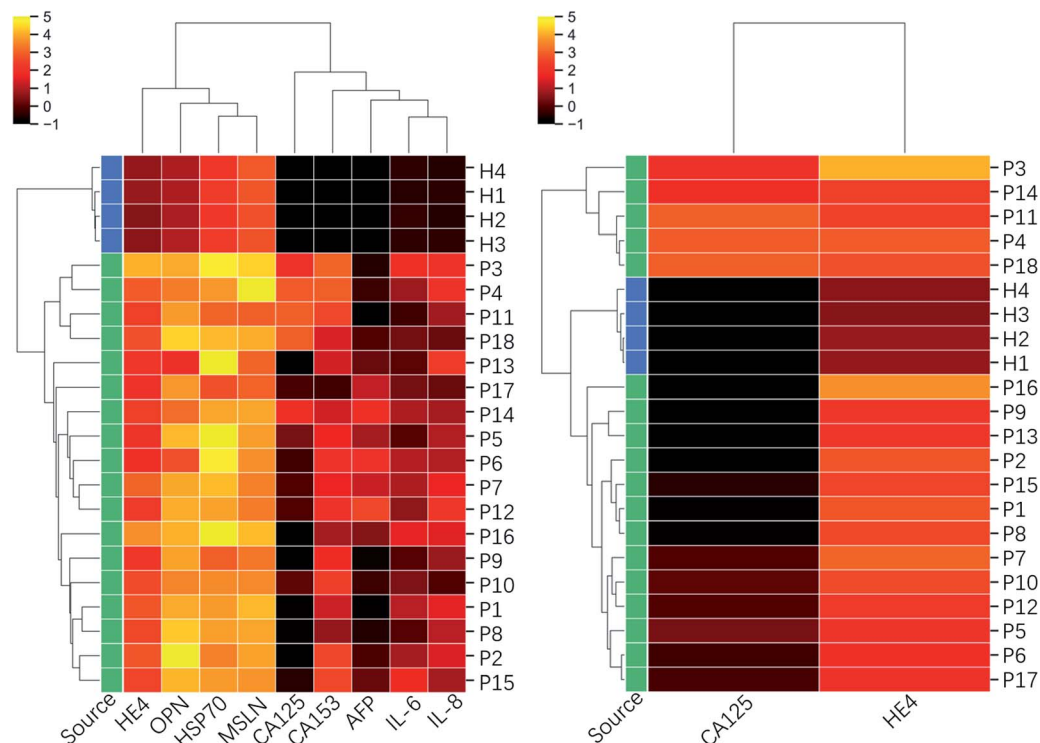 5
4
3
2
1
0
−1
H4
H1
H2
H3
P3
P4
P11
P18
P13
P17
P14
P5
P6
P7
P12
P16
P9
P10
P1
P8
P2
P15
Source
HE4
OPN
HSP70
MSLN
CA125
CA153
AFP
IL-6
IL-8
5
4
3
2
1
0
−1
P3
P14
P11
P4
P18
H4
H3
H2
H1
P16
P9
P13
P2
P15
P1
P8
P7
P10
P12
P5
P6
P17
Source
CA125
HE4